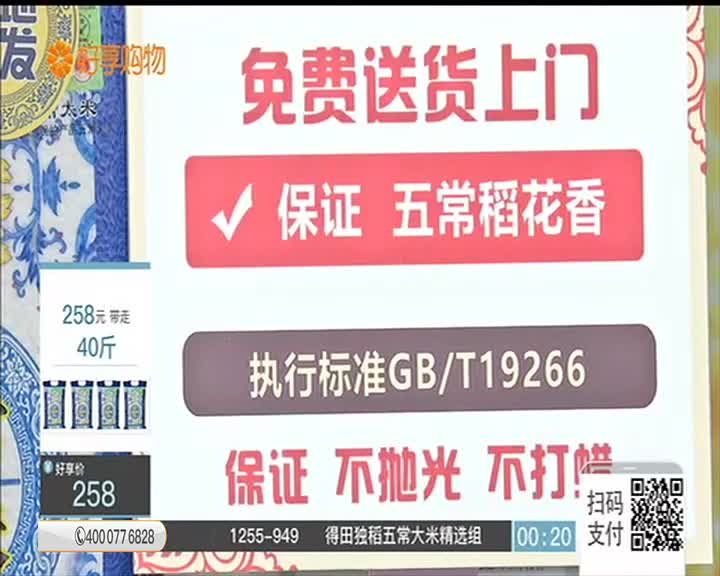 好享购物
免费送货上门
大米
保证 五常稻花香
258元 带走
40斤
执行标准GB/T19266
保证 不抛光 不打蜡
好享价
258
扫码
支付
4000776828
1255-949 得田独稻五常大米精选组
00:20